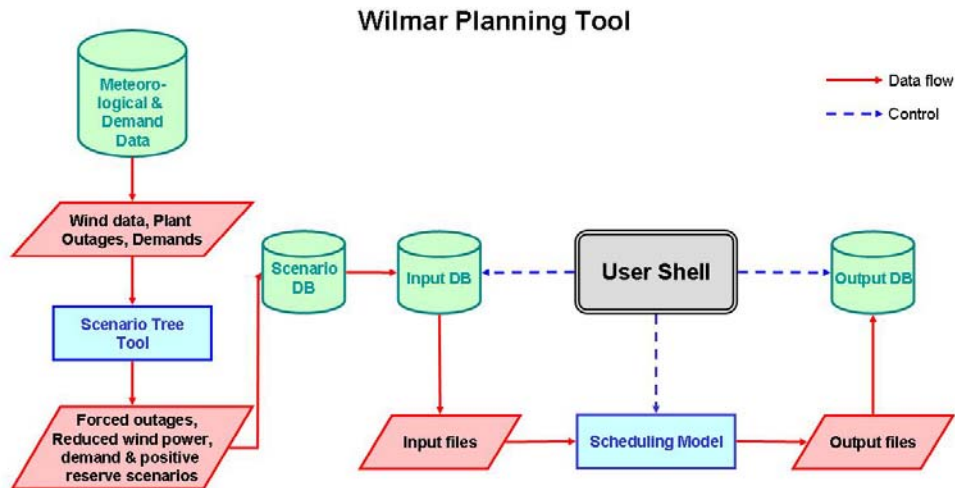 Wilmar Planning Tool
Meteoro-
logical &
Demand
Data
Data flow
Control
Wind data, Plant
Outages, Demands
Scenario
DB
Input DB
User Shell
Output DB
Scenario Tree
Tool
Forced outages,
Reduced wind power,
demand & positive
reserve scenarios
Input files
Scheduling Model
Output files